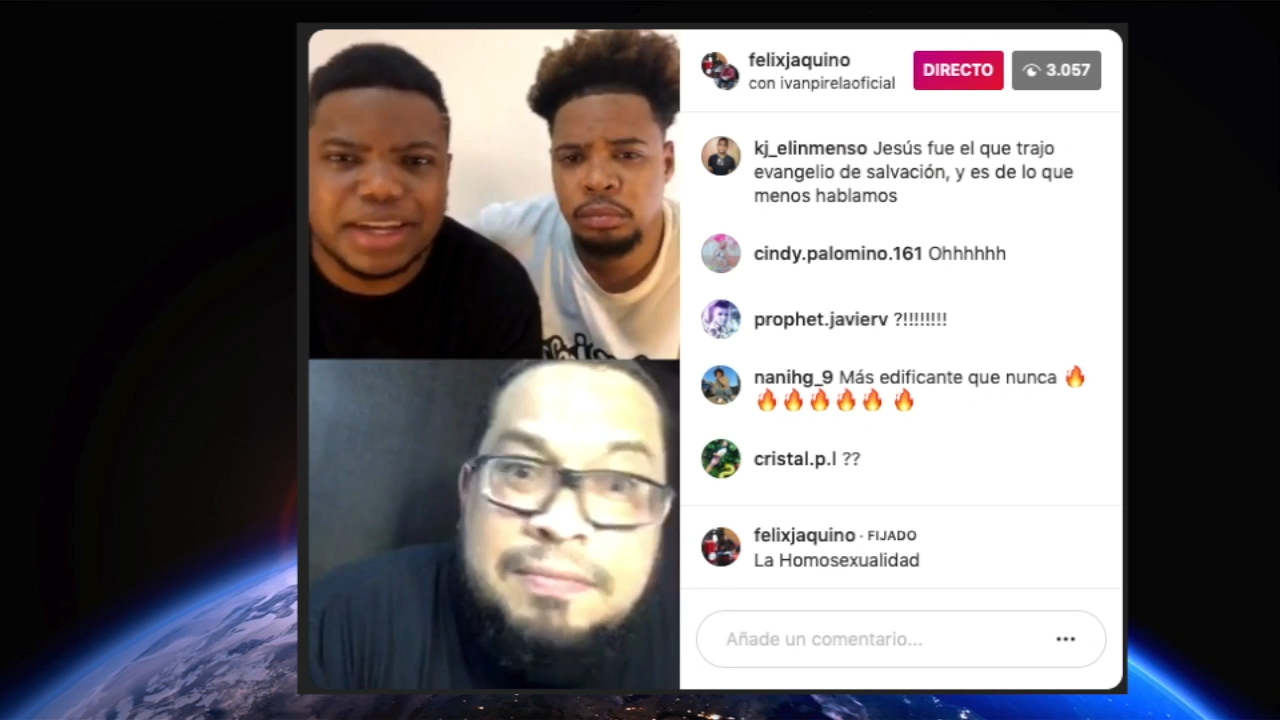 felixjaquino
con ivanpirelaoficial
DIRECTO
3.057
kj_elinmenso Jesús fue el que trajo
evangelio de salvación, y es de lo que
menos hablamos
cindy.palomino.161 Ohhhhhh
prophet.javierv ?!!!!!!!!
nanihg_9 Más edificante que nunca 🔥
🔥🔥🔥🔥🔥 🔥
cristal.p.l ??
felixjaquino · FIJADO
La Homosexualidad
Añade un comentario...